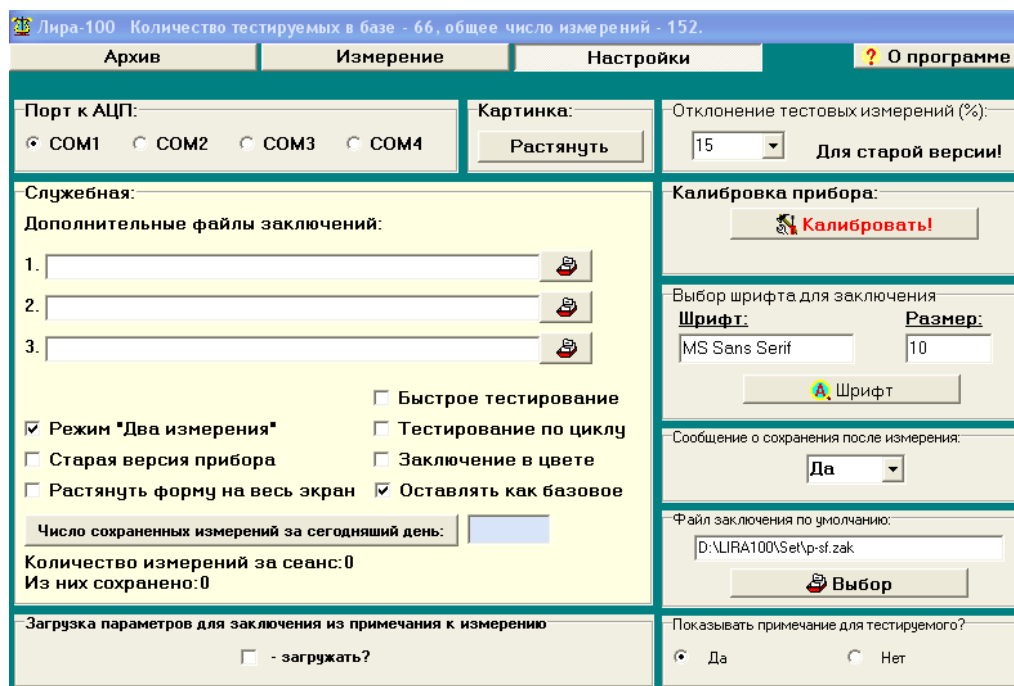 Лира-100 Количество тестируемых в базе - 66, общее число измерений - 152.
Архив
Измерение
Настройки
? О программе
Порт к АЦП:
COM1 COM2 COM3 COM4
Картинка:
Растянуть
Отклонение тестовых измерений (%):
15
Для старой версии!
Служебная:
Дополнительные файлы заключений:
1.
2.
3.
Быстрое тестирование
Режим "Два измерения"
Тестирование по циклу
Старая версия прибора
Заключение в цвете
Растянуть форму на весь экран
Оставлять как базовое
Число сохраненных измерений за сегодняший день:
Количество измерений за сеанс:0
Из них сохранено:0
Калибровка прибора:
Калибровать!
Выбор шрифта для заключения
Шрифт:
Размер:
MS Sans Serif
10
А Шрифт
Сообщение о сохранения после измерения:
Да
Файл заключения по умолчанию:
D:\LIRA100\Set\p-sf.zak
Выбор
Загрузка параметров для заключения из примечания к измерению
- загружать?
Показывать примечание для тестируемого?
Да
Нет